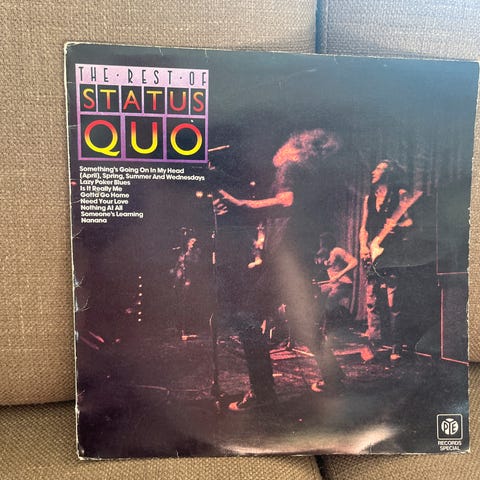 THE·REST·OF
STATUS
QUO
Something's Going On In My Head
(April), Spring, Summer And Wednesdays
Lazy Poker Blues
Is It Really Me
Gotta Go Home
Need Your Love
Nothing At All
Someone's Learning
Nanana
PYE
RECORDS
SPECIAL